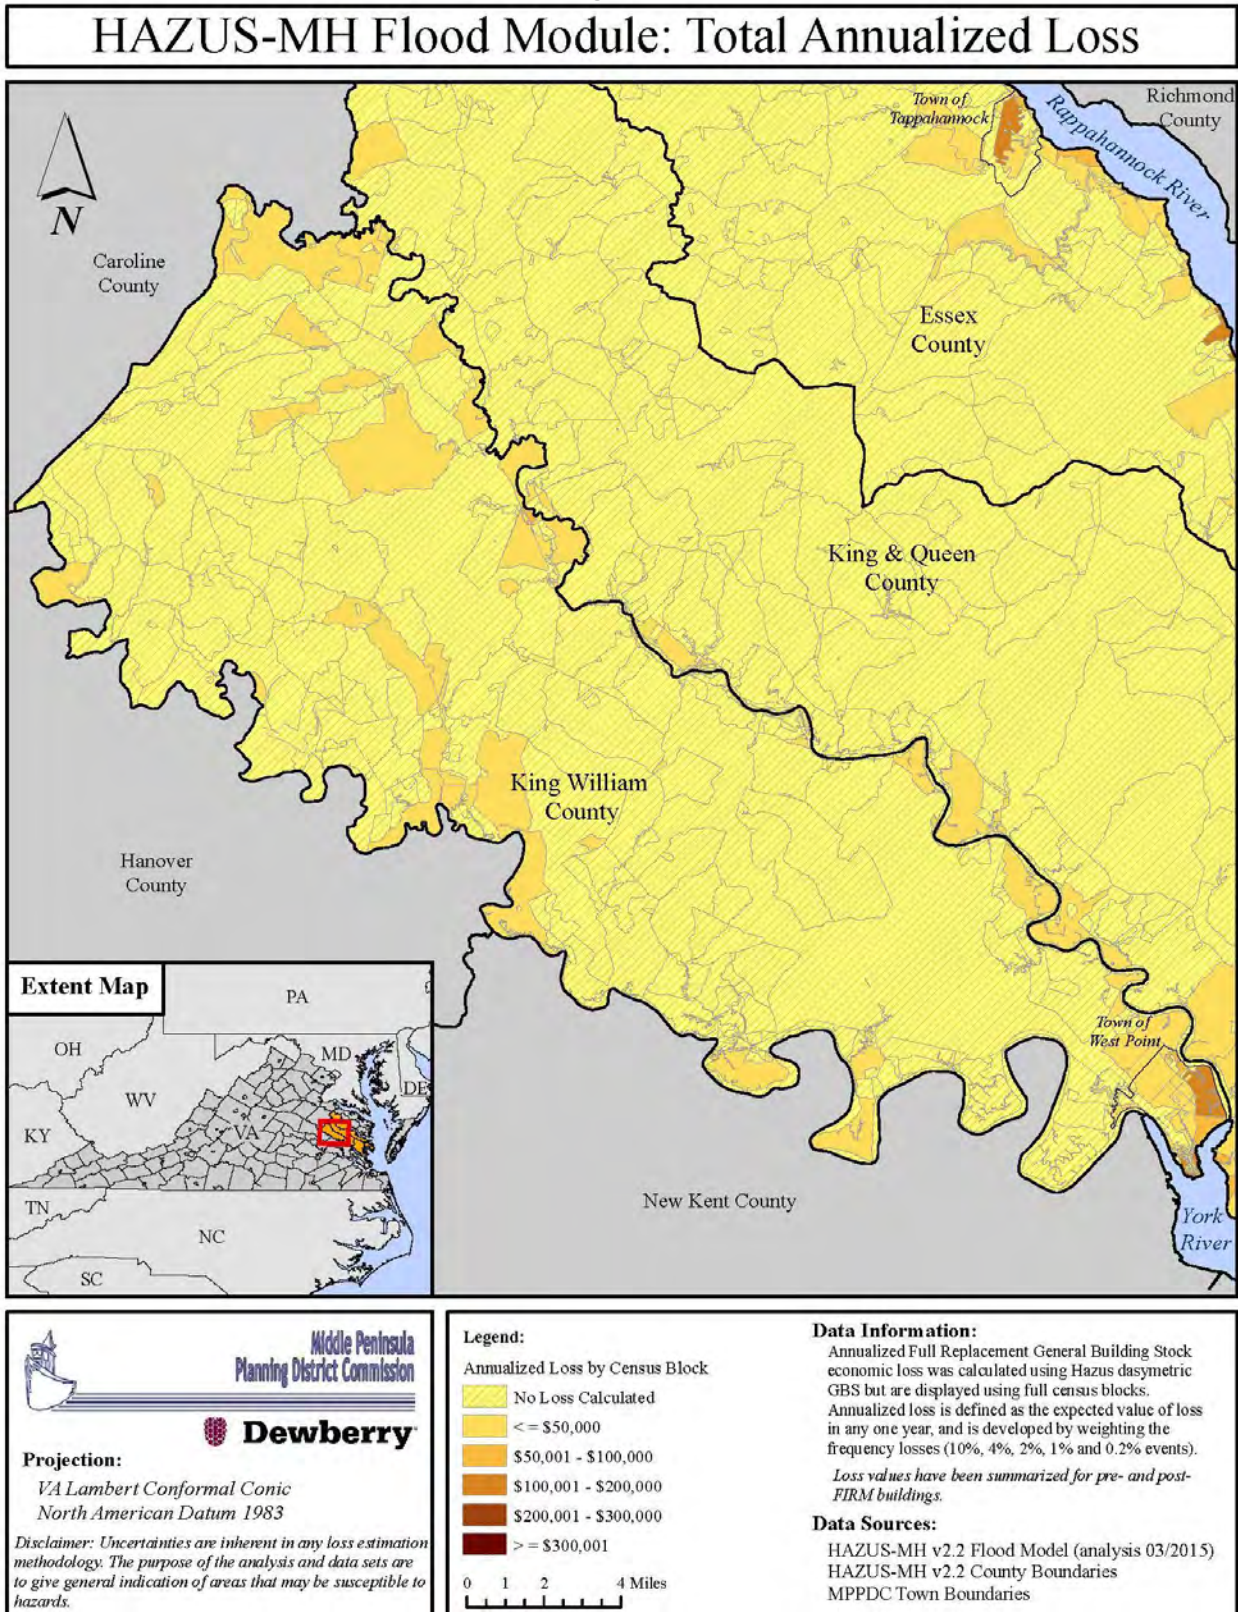 HAZUS-MH Flood Module: Total Annualized Loss
N
Town of
Tappahannock
Rappahannock River
Richmond
County
Caroline
County
Essex
County
King & Queen
County
King William
County
Hanover
County
Town of
West Point
New Kent County
York
River
Extent Map
PA
OH
MD
DE
WV
KY
VA
TN
NC
SC
Middle Peninsula
Planning District Commission
Dewberry
Projection:
VA Lambert Conformal Conic
North American Datum 1983
Disclaimer: Uncertainties are inherent in any loss estimation
methodology. The purpose of the analysis and data sets are
to give general indication of areas that may be susceptible to
hazards.
Legend:
Annualized Loss by Census Block
No Loss Calculated
< = $50,000
$50,001 - $100,000
$100,001 - $200,000
$200,001 - $300,000
> = $300,001
0 1 2 4 Miles
Data Information:
Annualized Full Replacement General Building Stock
economic loss was calculated using Hazus dasymetric
GBS but are displayed using full census blocks.
Annualized loss is defined as the expected value of loss
in any one year, and is developed by weighting the
frequency losses (10%, 4%, 2%, 1% and 0.2% events).
Loss values have been summarized for pre- and post-
FIRM buildings.
Data Sources:
HAZUS-MH v2.2 Flood Model (analysis 03/2015)
HAZUS-MH v2.2 County Boundaries
MPPDC Town Boundaries